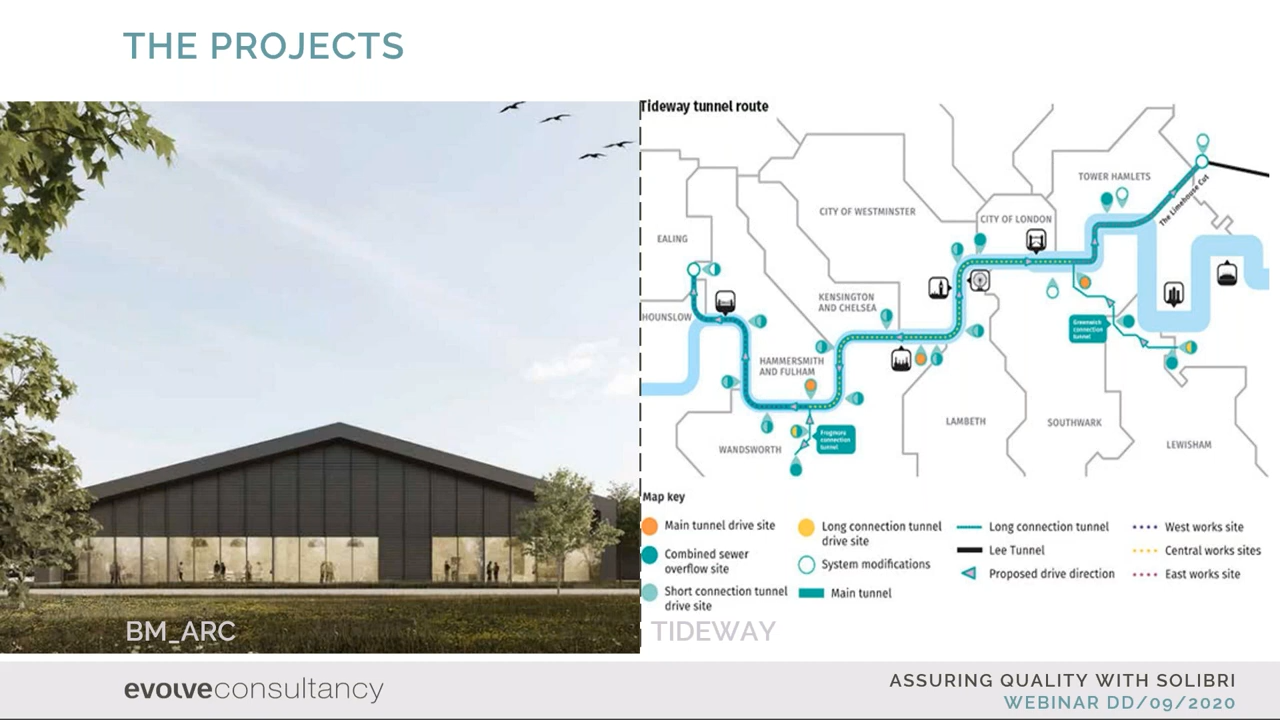 THE PROJECTS
Tideway tunnel route
TOWER HAMLETS
The Limehouse Cut
CITY OF WESTMINSTER
CITY OF LONDON
EALING
KENSINGTON
AND CHELSEA
HOUNSLOW
Greenwich
connection
tunnel
HAMMERSMITH
AND FULHAM
LAMBETH
SOUTHWARK
Frogmore
connection
tunnel
WANDSWORTH
LEWISHAM
Map key
Main tunnel drive site
Combined sewer
overflow site
Short connection tunnel
drive site
Long connection tunnel
drive site
System modifications
Main tunnel
Long connection tunnel
Lee Tunnel
Proposed drive direction
West works site
Central works sites
East works site
BM_ARC
TIDEWAY
evolveconsultancy
ASSURING QUALITY WITH SOLIBRI
WEBINAR DD/09/2020